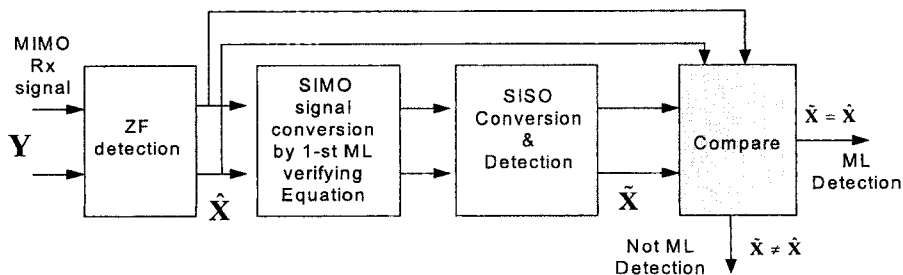 MIMO
Rx
signal
Y
ZF
detection
X̂
SIMO
signal
conversion
by 1-st ML
verifying
Equation
SISO
Conversion
&
Detection
X̃
Compare
X̃ = X̂
ML
Detection
Not ML
Detection
X̃ ≠ X̂